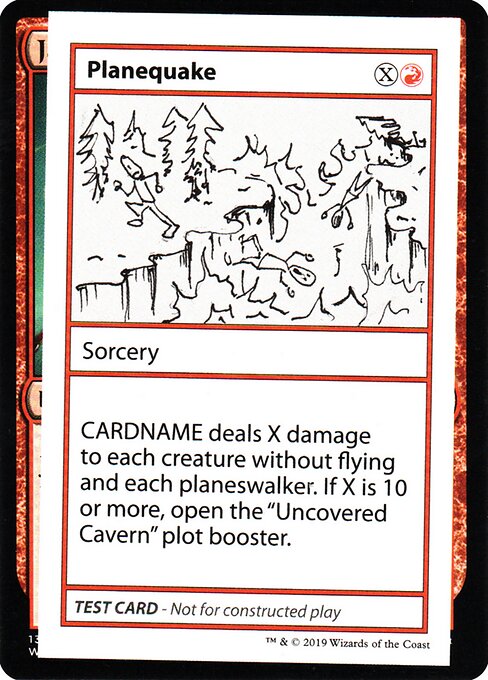 Planequake X
Sorcery
CARDNAME deals X damage
to each creature without flying
and each planeswalker. If X is 10
or more, open the “Uncovered
Cavern” plot booster.
TEST CARD - Not for constructed play
™ & © 2019 Wizards of the Coast